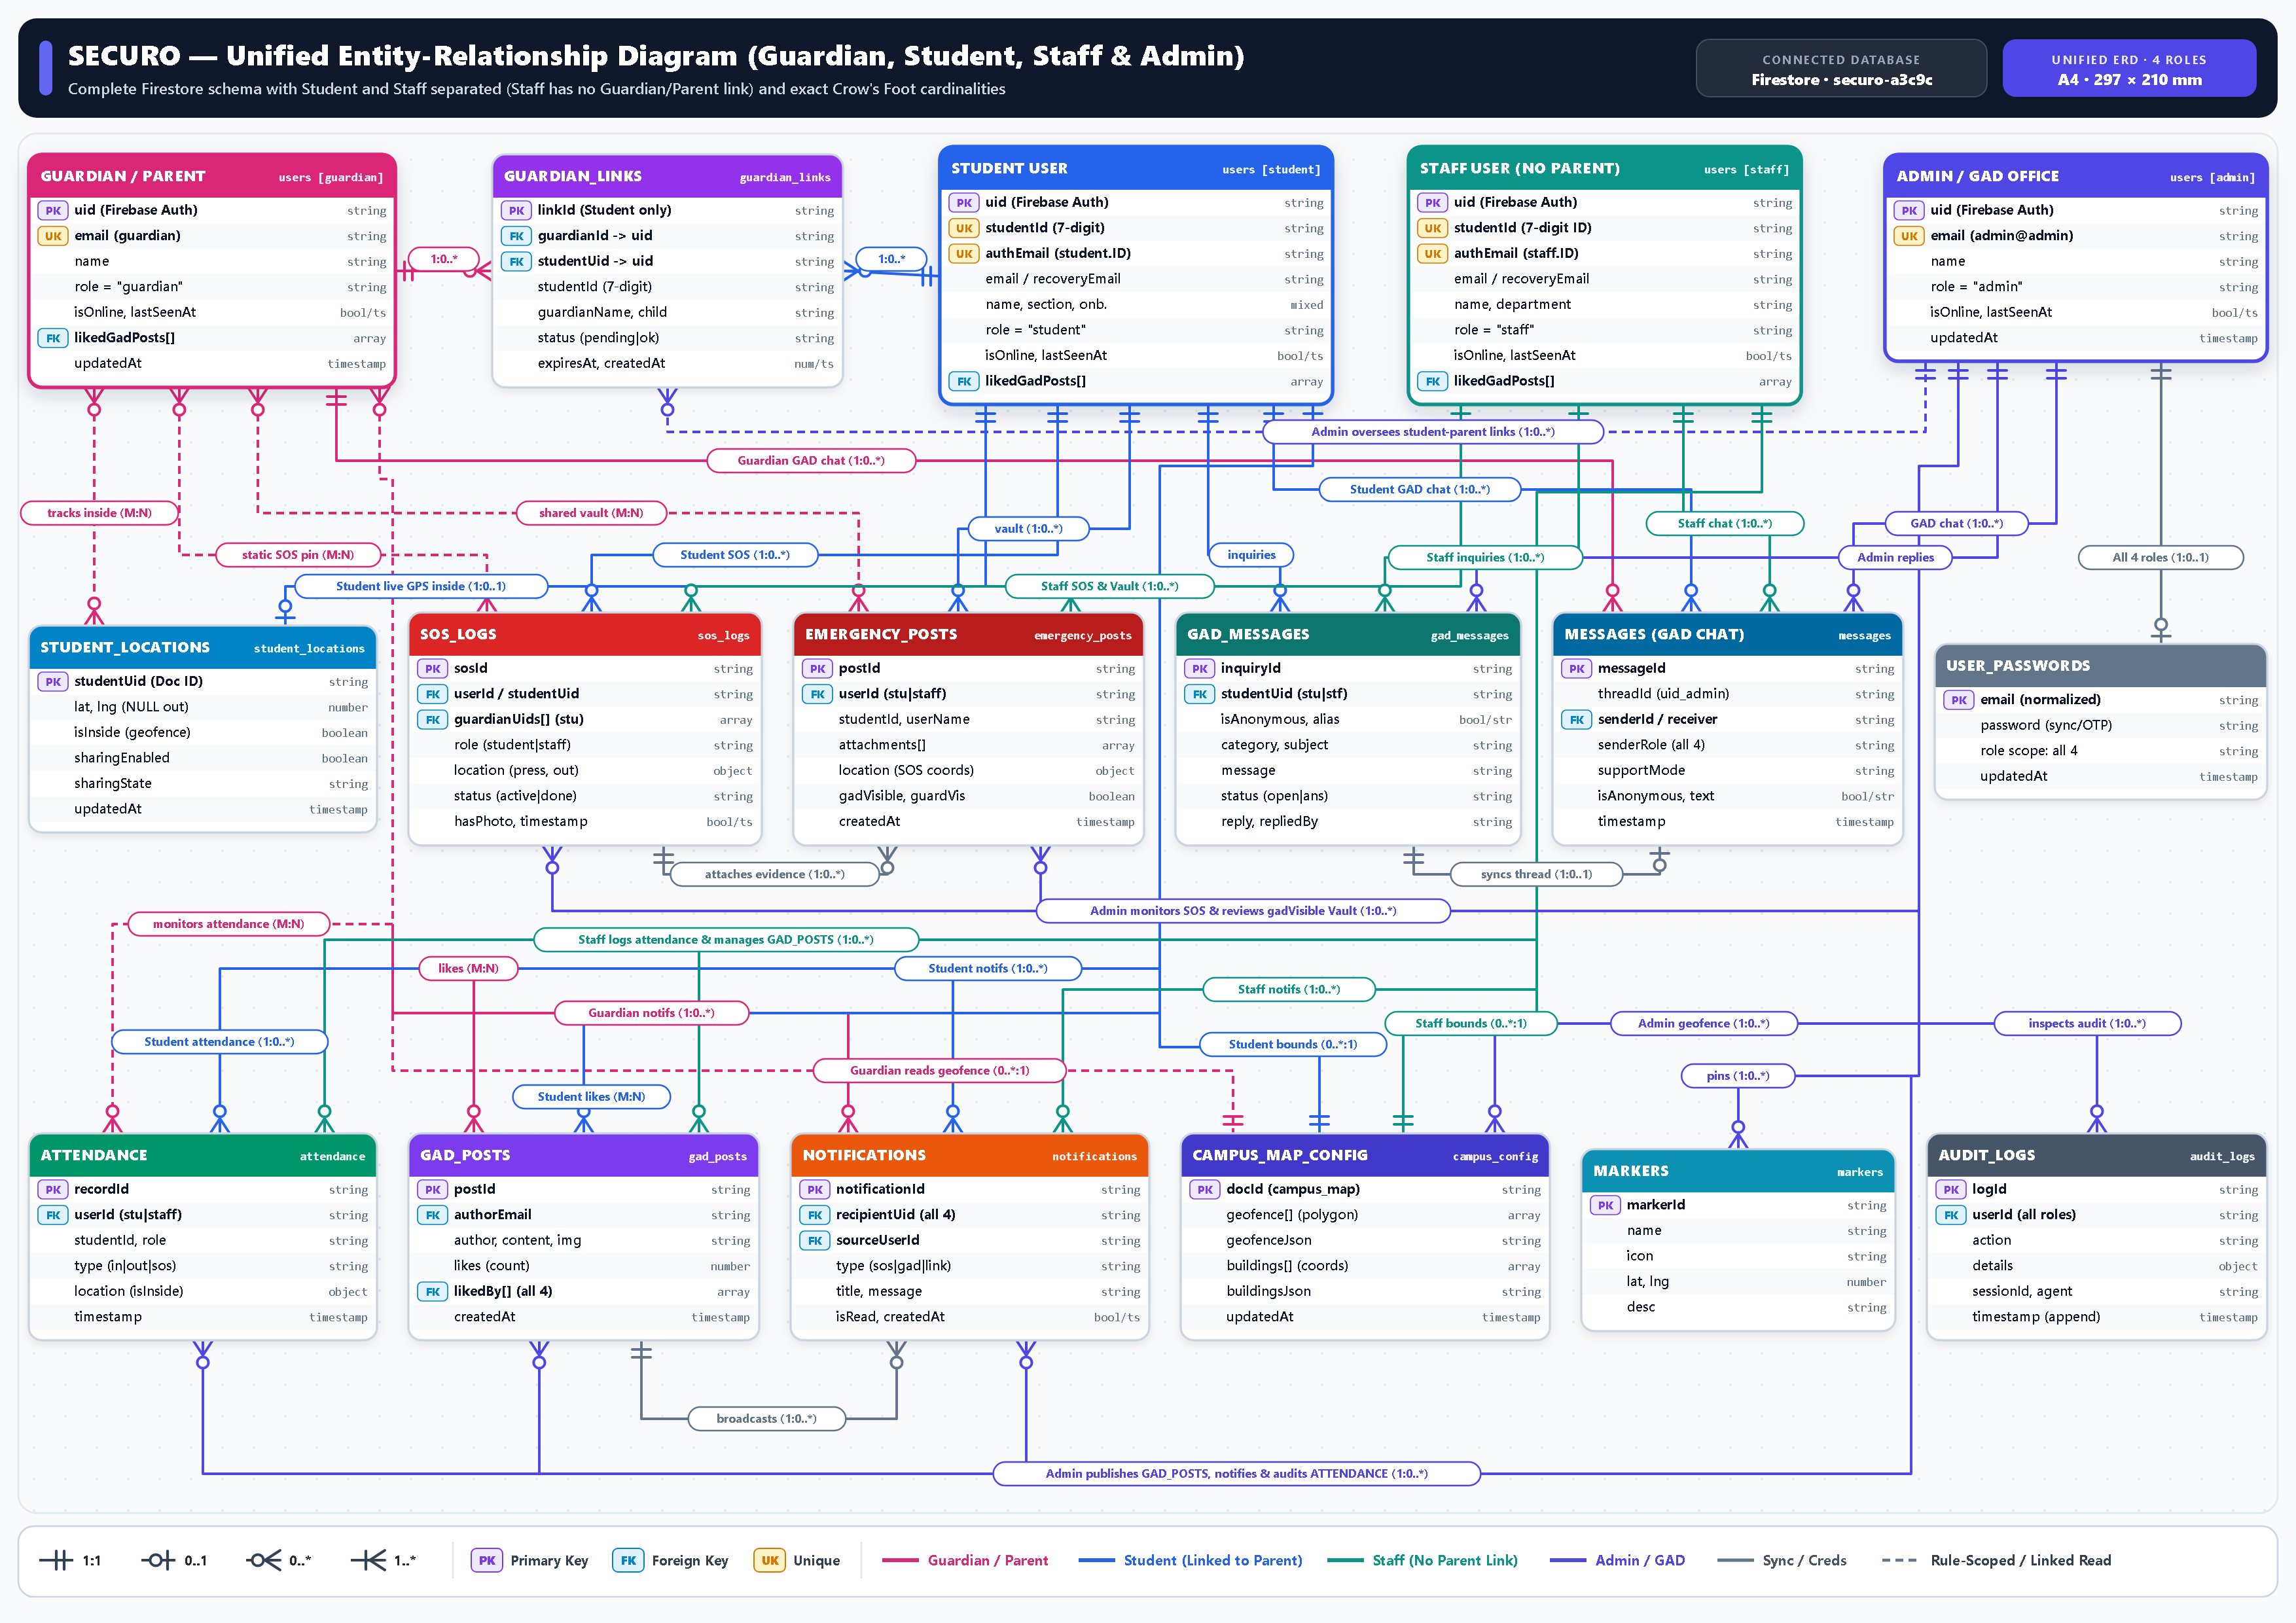 SECURO — Unified Entity-Relationship Diagram (Guardian, Student, Staff & Admin)
Complete Firestore schema with Student and Staff separated (Staff has no Guardian/Parent link) and exact Crow's Foot cardinalities
CONNECTED DATABASE
Firestore · securo-a3c9c
UNIFIED ERD · 4 ROLES
A4 · 297 × 210 mm
GUARDIAN / PARENT users [guardian]
PK uid (Firebase Auth) string
UK email (guardian) string
name string
role = "guardian" string
isOnline, lastSeenAt bool/ts
FK likedGadPosts[] array
updatedAt timestamp
1:0..*
GUARDIAN_LINKS guardian_links
PK linkId (Student only) string
FK guardianId -> uid string
FK studentUid -> uid string
studentId (7-digit) string
guardianName, child string
status (pending|ok) string
expiresAt, createdAt num/ts
1:0..*
STUDENT USER users [student]
PK uid (Firebase Auth) string
UK studentId (7-digit) string
UK authEmail (student.ID) string
email / recoveryEmail string
name, section, onb. mixed
role = "student" string
isOnline, lastSeenAt bool/ts
FK likedGadPosts[] array
STAFF USER (NO PARENT) users [staff]
PK uid (Firebase Auth) string
UK studentId (7-digit ID) string
UK authEmail (staff.ID) string
email / recoveryEmail string
name, department string
role = "staff" string
isOnline, lastSeenAt bool/ts
FK likedGadPosts[] array
ADMIN / GAD OFFICE users [admin]
PK uid (Firebase Auth) string
UK email (admin@admin) string
name string
role = "admin" string
isOnline, lastSeenAt bool/ts
updatedAt timestamp
Admin oversees student-parent links (1:0..*)
Guardian GAD chat (1:0..*)
Student GAD chat (1:0..*)
tracks inside (M:N)
shared vault (M:N)
vault (1:0..*)
Staff chat (1:0..*)
GAD chat (1:0..*)
static SOS pin (M:N)
Student SOS (1:0..*)
inquiries
Staff inquiries (1:0..*)
Admin replies
All 4 roles (1:0..1)
Student live GPS inside (1:0..1)
Staff SOS & Vault (1:0..*)
STUDENT_LOCATIONS student_locations
PK studentUid (Doc ID) string
lat, lng (NULL out) number
isInside (geofence) boolean
sharingEnabled boolean
sharingState string
updatedAt timestamp
SOS_LOGS sos_logs
PK sosId string
FK userId / studentUid string
FK guardianUids[] (stu) array
role (student|staff) string
location (press, out) object
status (active|done) string
hasPhoto, timestamp bool/ts
EMERGENCY_POSTS emergency_posts
PK postId string
FK userId (stu|staff) string
studentId, userName string
attachments[] array
location (SOS coords) object
gadVisible, guardVis boolean
createdAt timestamp
GAD_MESSAGES gad_messages
PK inquiryId string
FK studentUid (stu|stf) string
isAnonymous, alias bool/str
category, subject string
message string
status (open|ans) string
reply, repliedBy string
MESSAGES (GAD CHAT) messages
PK messageId string
threadId (uid_admin) string
FK senderId / receiver string
senderRole (all 4) string
supportMode string
isAnonymous, text bool/str
timestamp timestamp
USER_PASSWORDS
PK email (normalized) string
password (sync/OTP) string
role scope: all 4 string
updatedAt timestamp
attaches evidence (1:0..*)
syncs thread (1:0..1)
Admin monitors SOS & reviews gadVisible Vault (1:0..*)
monitors attendance (M:N)
Staff logs attendance & manages GAD_POSTS (1:0..*)
likes (M:N)
Student notifs (1:0..*)
Staff notifs (1:0..*)
Guardian notifs (1:0..*)
Staff bounds (0..*:1)
Admin geofence (1:0..*)
inspects audit (1:0..*)
Student attendance (1:0..*)
Student bounds (0..*:1)
Guardian reads geofence (0..*:1)
pins (1:0..*)
Student likes (M:N)
ATTENDANCE attendance
PK recordId string
FK userId (stu|staff) string
studentId, role string
type (in|out|sos) string
location (isInside) object
timestamp timestamp
GAD_POSTS gad_posts
PK postId string
FK authorEmail string
author, content, img string
likes (count) number
FK likedBy[] (all 4) array
createdAt timestamp
NOTIFICATIONS notifications
PK notificationId string
FK recipientUid (all 4) string
FK sourceUserId string
type (sos|gad|link) string
title, message string
isRead, createdAt bool/ts
CAMPUS_MAP_CONFIG campus_config
PK docId (campus_map) string
geofence[] (polygon) array
geofenceJson string
buildings[] (coords) array
buildingsJson string
updatedAt timestamp
MARKERS markers
PK markerId string
name string
icon string
lat, lng number
desc string
AUDIT_LOGS audit_logs
PK logId string
FK userId (all roles) string
action string
details object
sessionId, agent string
timestamp (append) timestamp
broadcasts (1:0..*)
Admin publishes GAD_POSTS, notifies & audits ATTENDANCE (1:0..*)
1:1
0..1
0..*
1..*
PK Primary Key
FK Foreign Key
UK Unique
Guardian / Parent
Student (Linked to Parent)
Staff (No Parent Link)
Admin / GAD
Sync / Creds
Rule-Scoped / Linked Read